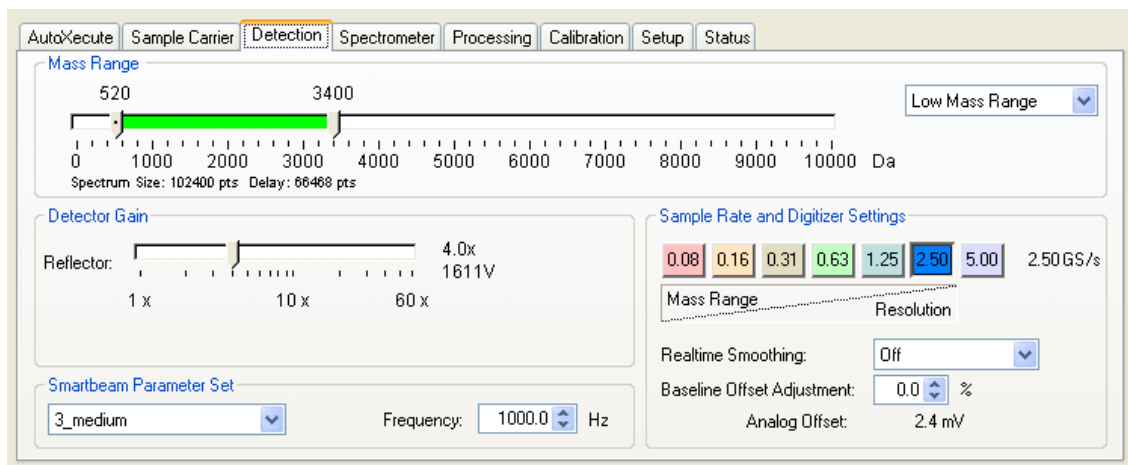 AutoXecute Sample Carrier Detection Spectrometer Processing Calibration Setup Status
Mass Range
520 3400
Low Mass Range
0 1000 2000 3000 4000 5000 6000 7000 8000 9000 10000 Da
Spectrum Size: 102400 pts Delay: 66468 pts
Detector Gain
Reflector:
4.0x
1611V
1 x 10 x 60 x
Smartbeam Parameter Set
3_medium Frequency: 1000.0 Hz
Sample Rate and Digitizer Settings
0.08 0.16 0.31 0.63 1.25 2.50 5.00 2.50 GS/s
Mass Range
Resolution
Realtime Smoothing: Off
Baseline Offset Adjustment: 0.0 %
Analog Offset: 2.4 mV